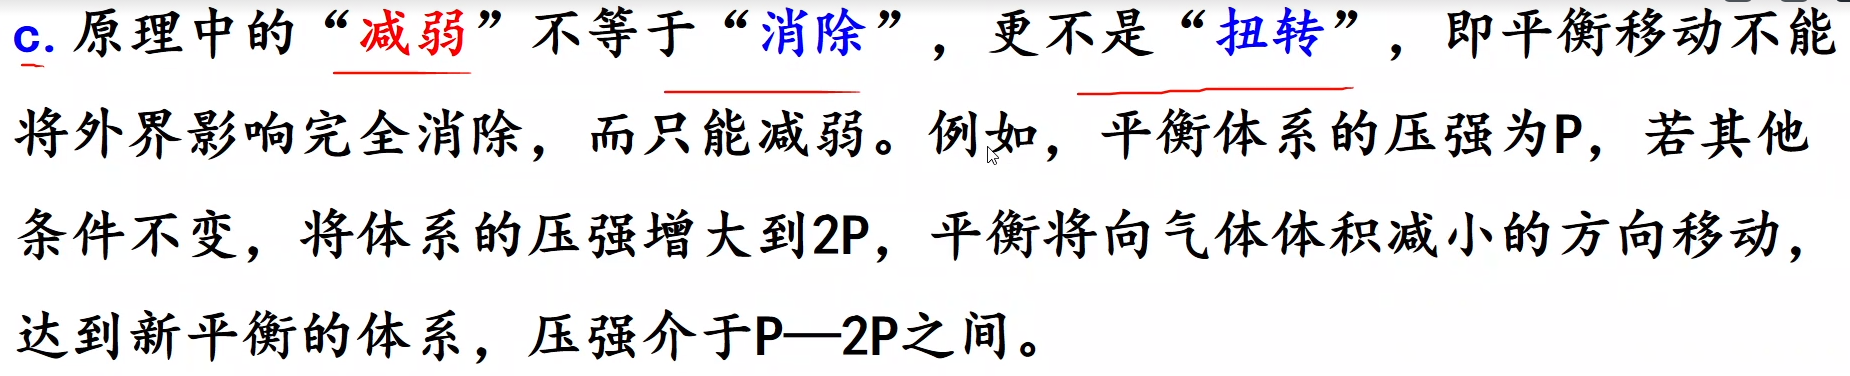 c. 原理中的“减弱”不等于“消除”，更不是“扭转”，即平衡移动不能
将外界影响完全消除，而只能减弱。例如，平衡体系的压强为P，若其他
条件不变，将体系的压强增大到2P，平衡将向气体体积减小的方向移动，
达到新平衡的体系，压强介于P—2P之间。